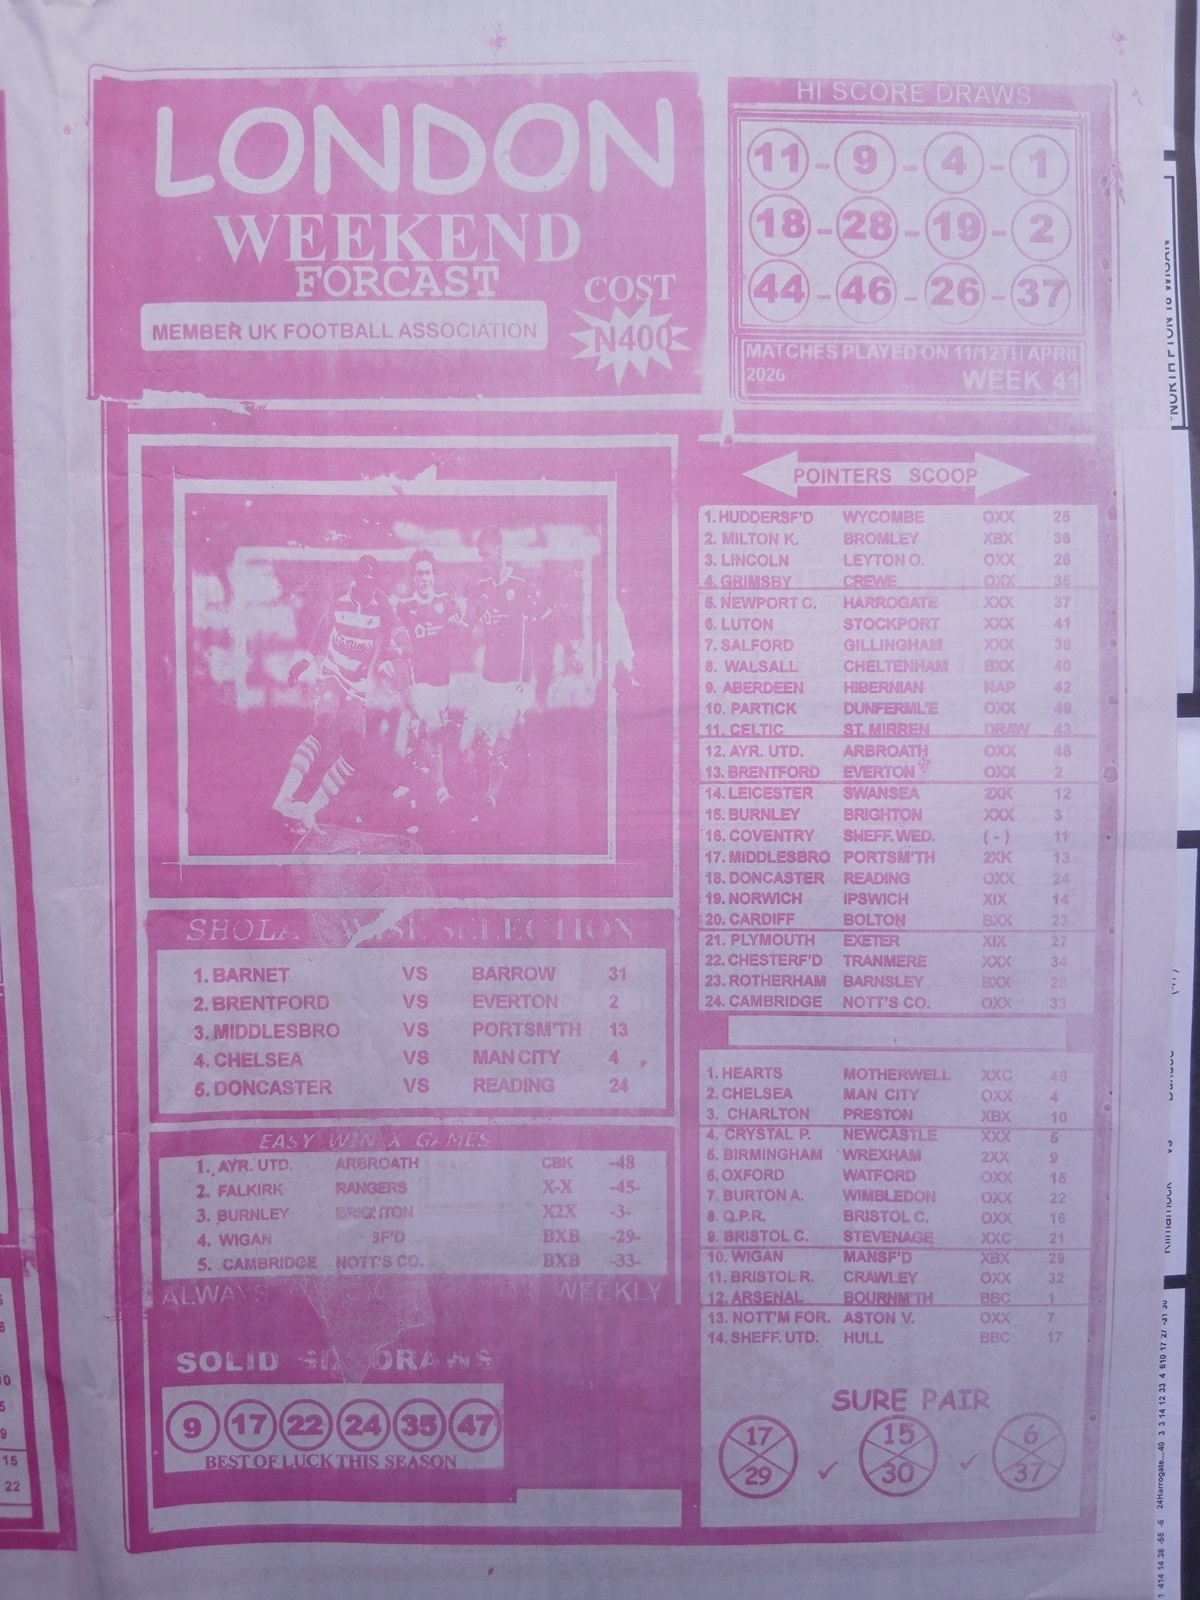 LONDON
WEEKEND
FORCAST
COST
N400
MEMBER UK FOOTBALL ASSOCIATION
HI SCORE DRAWS
11 - 9 - 4 - 1
18 - 28 - 19 - 2
44 - 46 - 26 - 37
MATCHES PLAYED ON 11/12TH APRIL
2026 WEEK 41
POINTERS SCOOP
1. HUDDERSF'D WYCOMBE OXX 25
2. MILTON K. BROMLEY XBX 36
3. LINCOLN LEYTON O. OXX 26
4. GRIMSBY CREWE OXX 35
5. NEWPORT C. HARROGATE XXX 37
6. LUTON STOCKPORT XXX 41
7. SALFORD GILLINGHAM XXX 38
8. WALSALL CHELTENHAM BXX 40
9. ABERDEEN HIBERNIAN NAP 42
10. PARTICK DUNFERML'E OXX 49
11. CELTIC ST. MIRREN DRAW 43
12. AYR. UTD. ARBROATH OXX 48
13. BRENTFORD EVERTON OXX 2
14. LEICESTER SWANSEA 2XK 12
15. BURNLEY BRIGHTON XXX 3
16. COVENTRY SHEFF. WED. ( - ) 11
17. MIDDLESBRO PORTSM'TH 2XK 13
18. DONCASTER READING OXX 24
19. NORWICH IPSWICH XIX 14
20. CARDIFF BOLTON BXX 23
21. PLYMOUTH EXETER XIX 27
22. CHESTERF'D TRANMERE XXX 34
23. ROTHERHAM BARNSLEY BXX 28
24. CAMBRIDGE NOTT'S CO. OXX 33
1. HEARTS MOTHERWELL XXC 46
2. CHELSEA MAN CITY OXX 4
3. CHARLTON PRESTON XBX 10
4. CRYSTAL P. NEWCASTLE XXX 5
5. BIRMINGHAM WREXHAM 2XX 9
6. OXFORD WATFORD OXX 15
7. BURTON A. WIMBLEDON OXX 22
8. Q.P.R. BRISTOL C. OXX 16
9. BRISTOL C. STEVENAGE XXC 21
10. WIGAN MANSF'D XBX 29
11. BRISTOL R. CRAWLEY OXX 32
12. ARSENAL BOURNM'TH BBC 1
13. NOTT'M FOR. ASTON V. OXX 7
14. SHEFF. UTD. HULL BBC 17
SURE PAIR
17 15 6
29 30 37
SHOLA WISE SELECTION
1. BARNET VS BARROW 31
2. BRENTFORD VS EVERTON 2
3. MIDDLESBRO VS PORTSM'TH 13
4. CHELSEA VS MAN CITY 4
5. DONCASTER VS READING 24
EASY WIN X GAMES
1. AYR. UTD. ARBROATH CBK -48
2. FALKIRK RANGERS X-X -45-
3. BURNLEY BRIGHTON X2X -3-
4. WIGAN SF'D BXB -29-
5. CAMBRIDGE NOTT'S CO. BXB -33-
ALWAYS WEEKLY
SOLID SIX DRAWS
9 17 22 24 35 47
BEST OF LUCK THIS SEASON